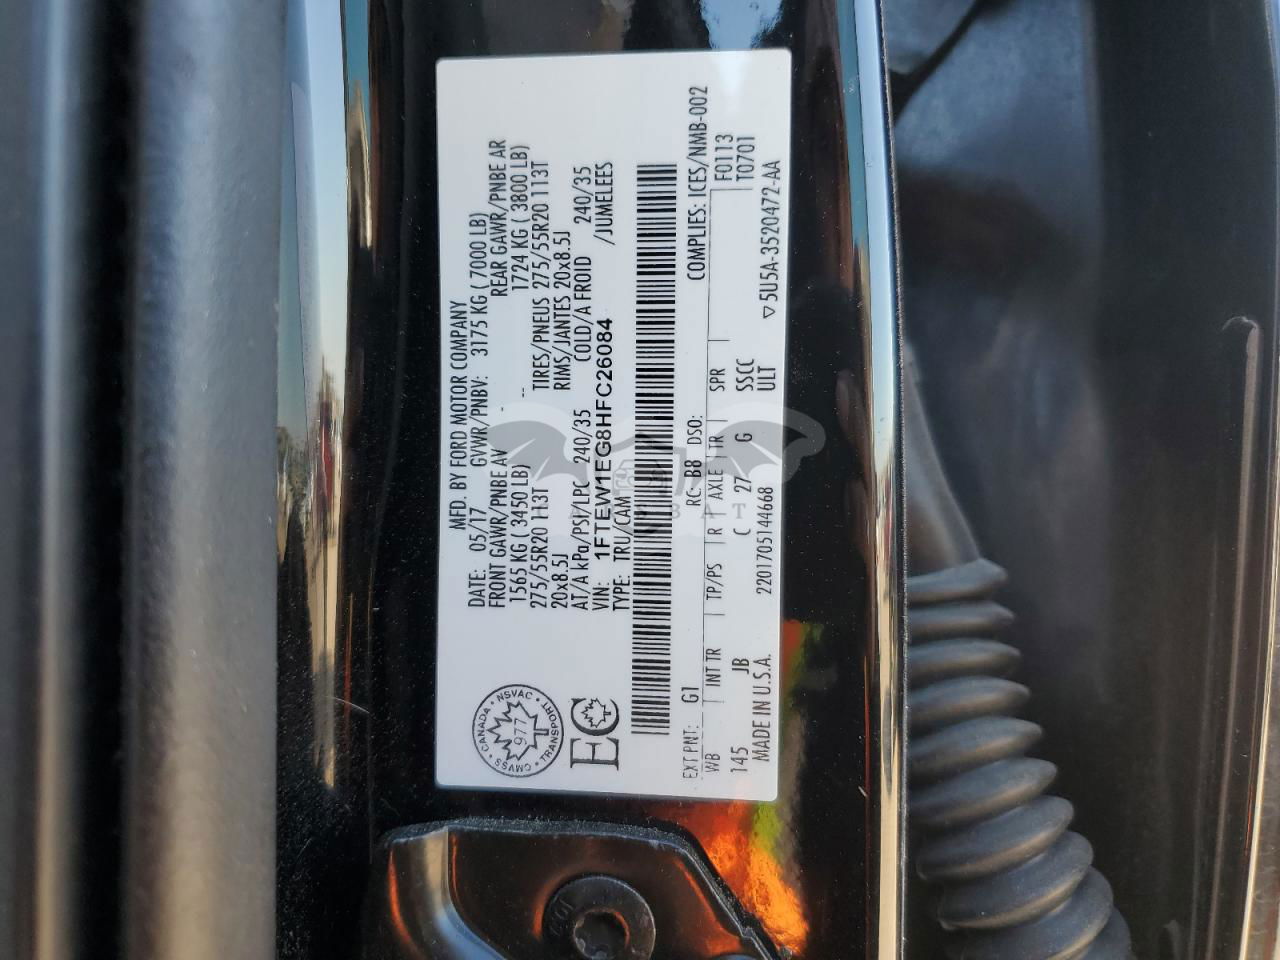 MFD. BY FORD MOTOR COMPANY
DATE: 05/17 GVWR/PNBV: 3175 KG ( 7000 LB)
FRONT GAWR/PNBE AV - REAR GAWR/PNBE AR
1565 KG ( 3450 LB) -- 1724 KG ( 3800 LB)
275/55R20 113T TIRES/PNEUS 275/55R20 113T
20x8.5J RIMS/JANTES 20x8.5J
AT/A kPa/PSI/LPC 240/35 COLD/A FROID 240/35
VIN: 1FTEW1EG8HFC26084 /JUMELEES
TYPE: TRU/CAM
CANADA · NSVAC · TRANSPORT · CMVSS
977
EC
EXT PNT: G1 RC: B8 DSO: COMPLIES: ICES/NMB-002
WB | INT TR | TP/PS | R | AXLE | TR | SPR | F0113
145 JB C 27 G SSCC T0701
MADE IN U.S.A. 2201705144668 ULT ▽ 5U5A-3520472-AA